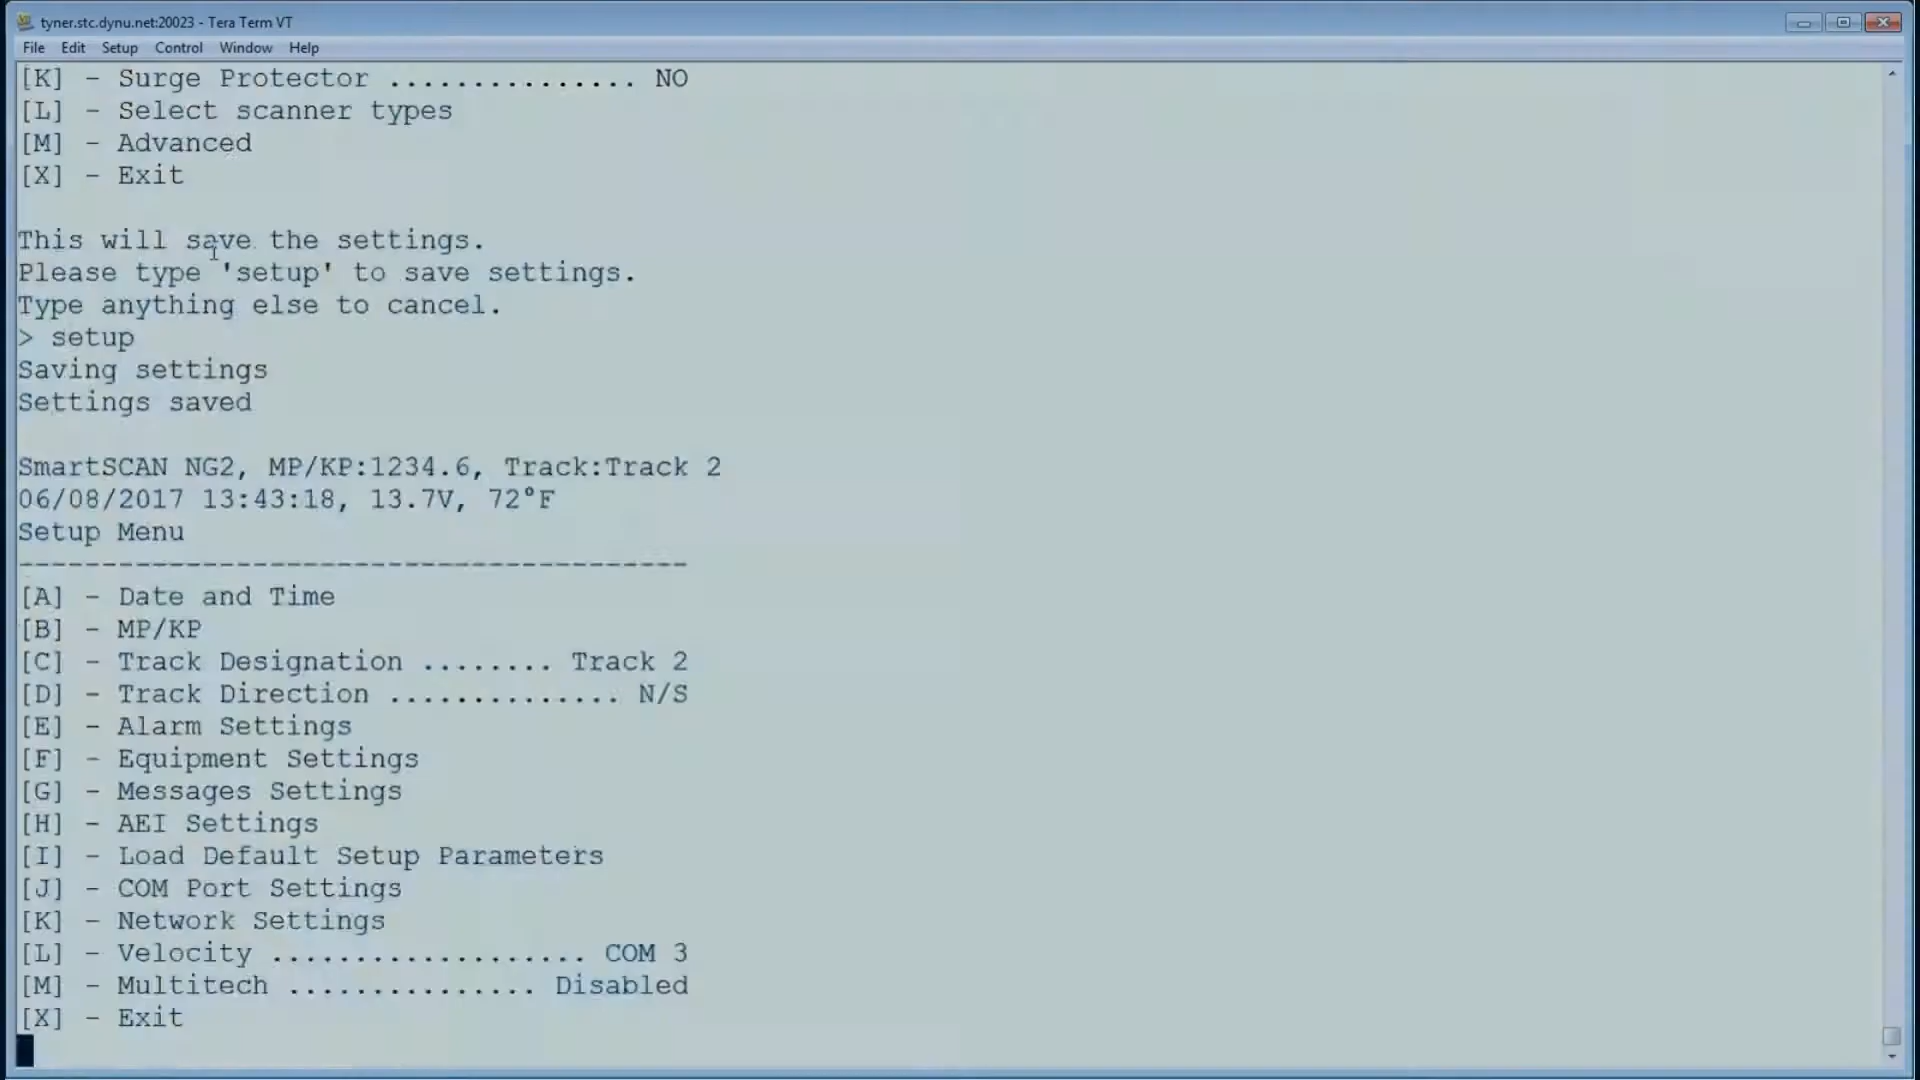 tyner.stc.dynu.net:20023 - Tera Term VT
File Edit Setup Control Window Help
[K] - Surge Protector ............... NO
[L] - Select scanner types
[M] - Advanced
[X] - Exit
This will save the settings.
Please type 'setup' to save settings.
Type anything else to cancel.
> setup
Saving settings
Settings saved
SmartSCAN NG2, MP/KP:1234.6, Track:Track 2
06/08/2017 13:43:18, 13.7V, 72°F
Setup Menu
----------------------------------------
[A] - Date and Time
[B] - MP/KP
[C] - Track Designation ........ Track 2
[D] - Track Direction .............. N/S
[E] - Alarm Settings
[F] - Equipment Settings
[G] - Messages Settings
[H] - AEI Settings
[I] - Load Default Setup Parameters
[J] - COM Port Settings
[K] - Network Settings
[L] - Velocity ................... COM 3
[M] - Multitech ............... Disabled
[X] - Exit